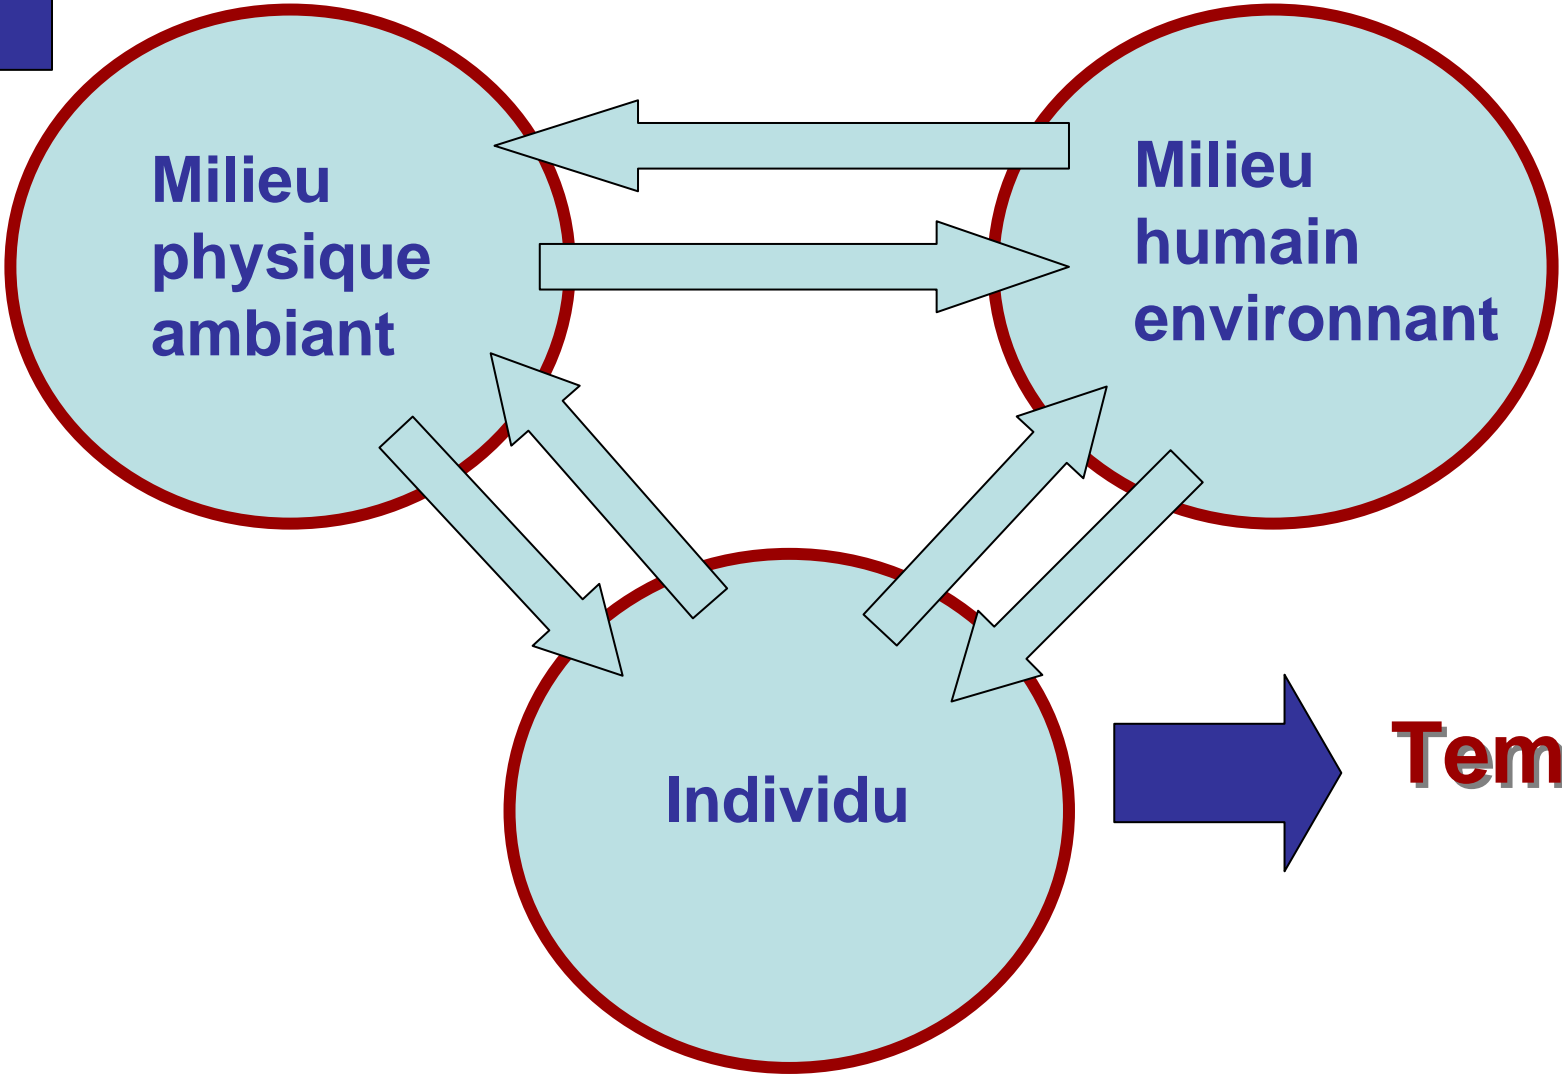 Milieu
physique
ambiant
Milieu
humain
environnant
Individu
Tem